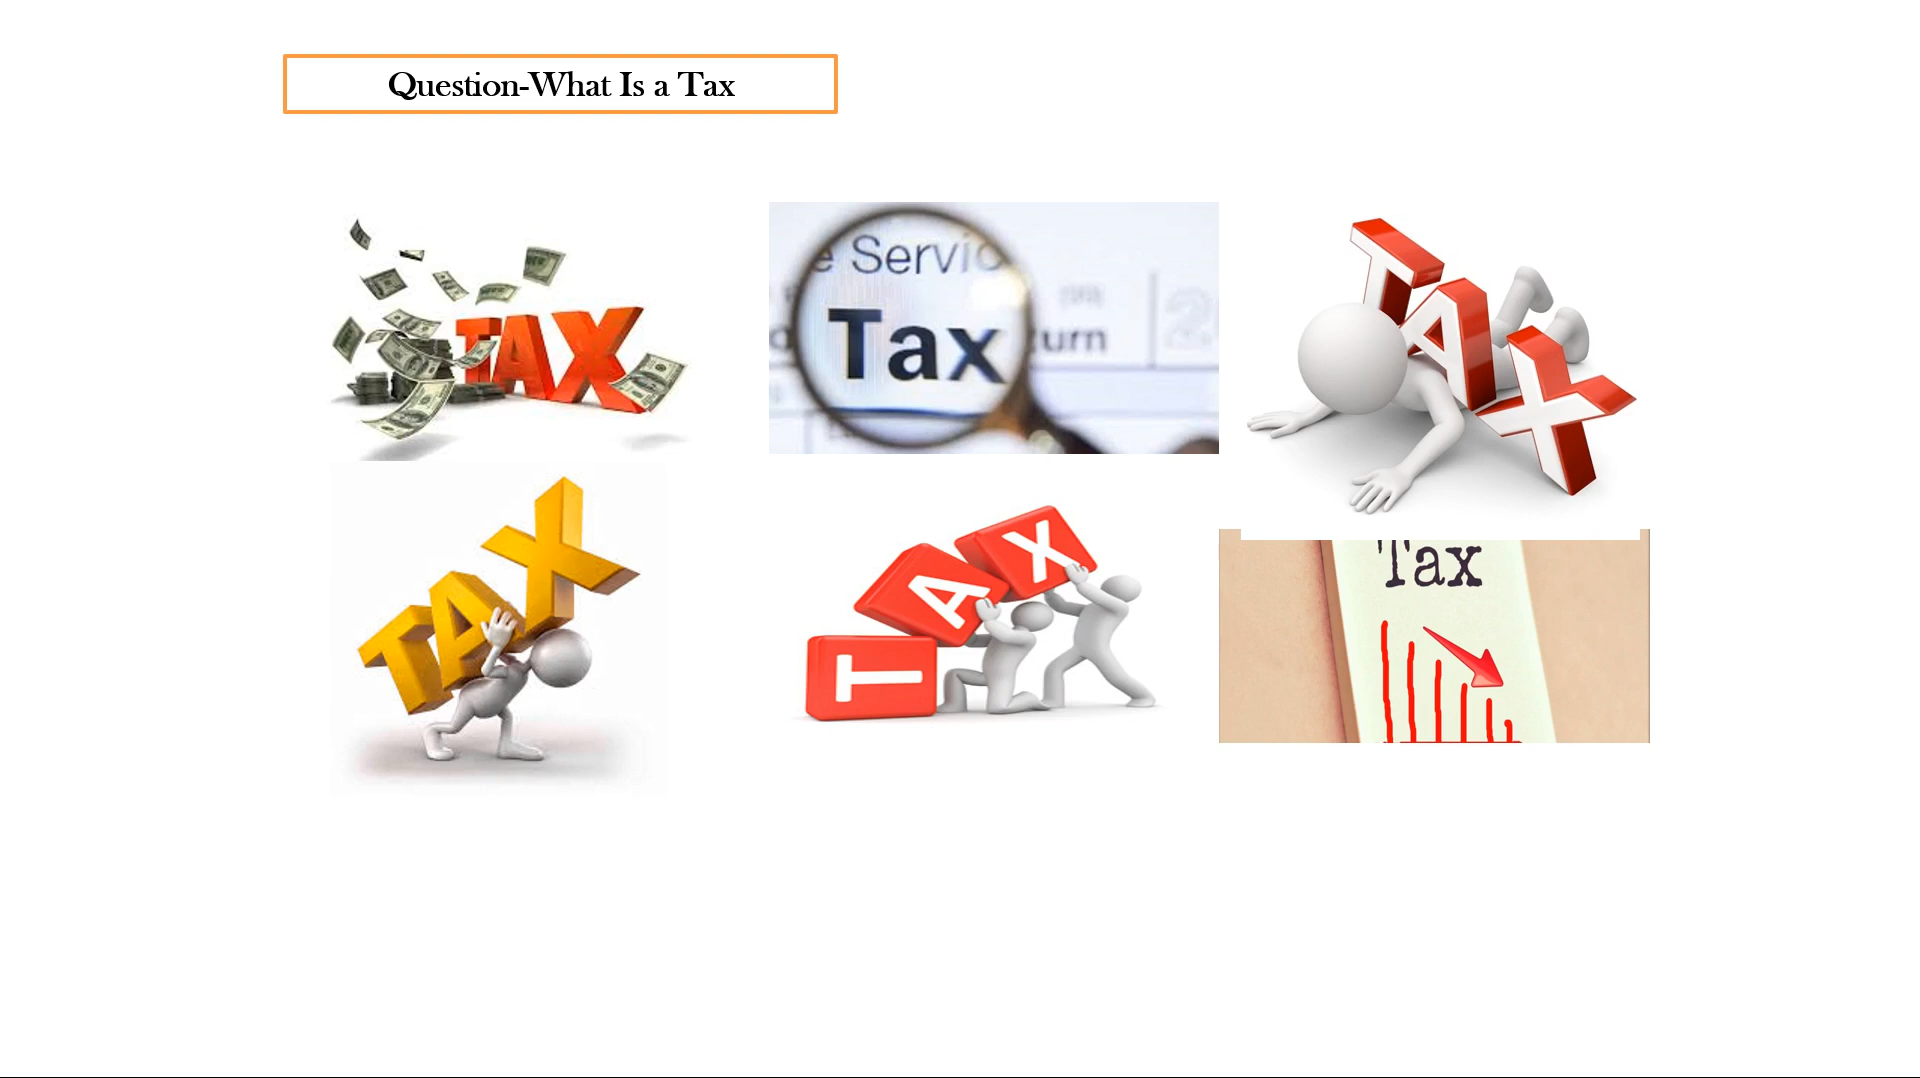 Question-What Is a Tax
TAX
e Servic
Tax
urn
TAX
TAX
TAX
Tax